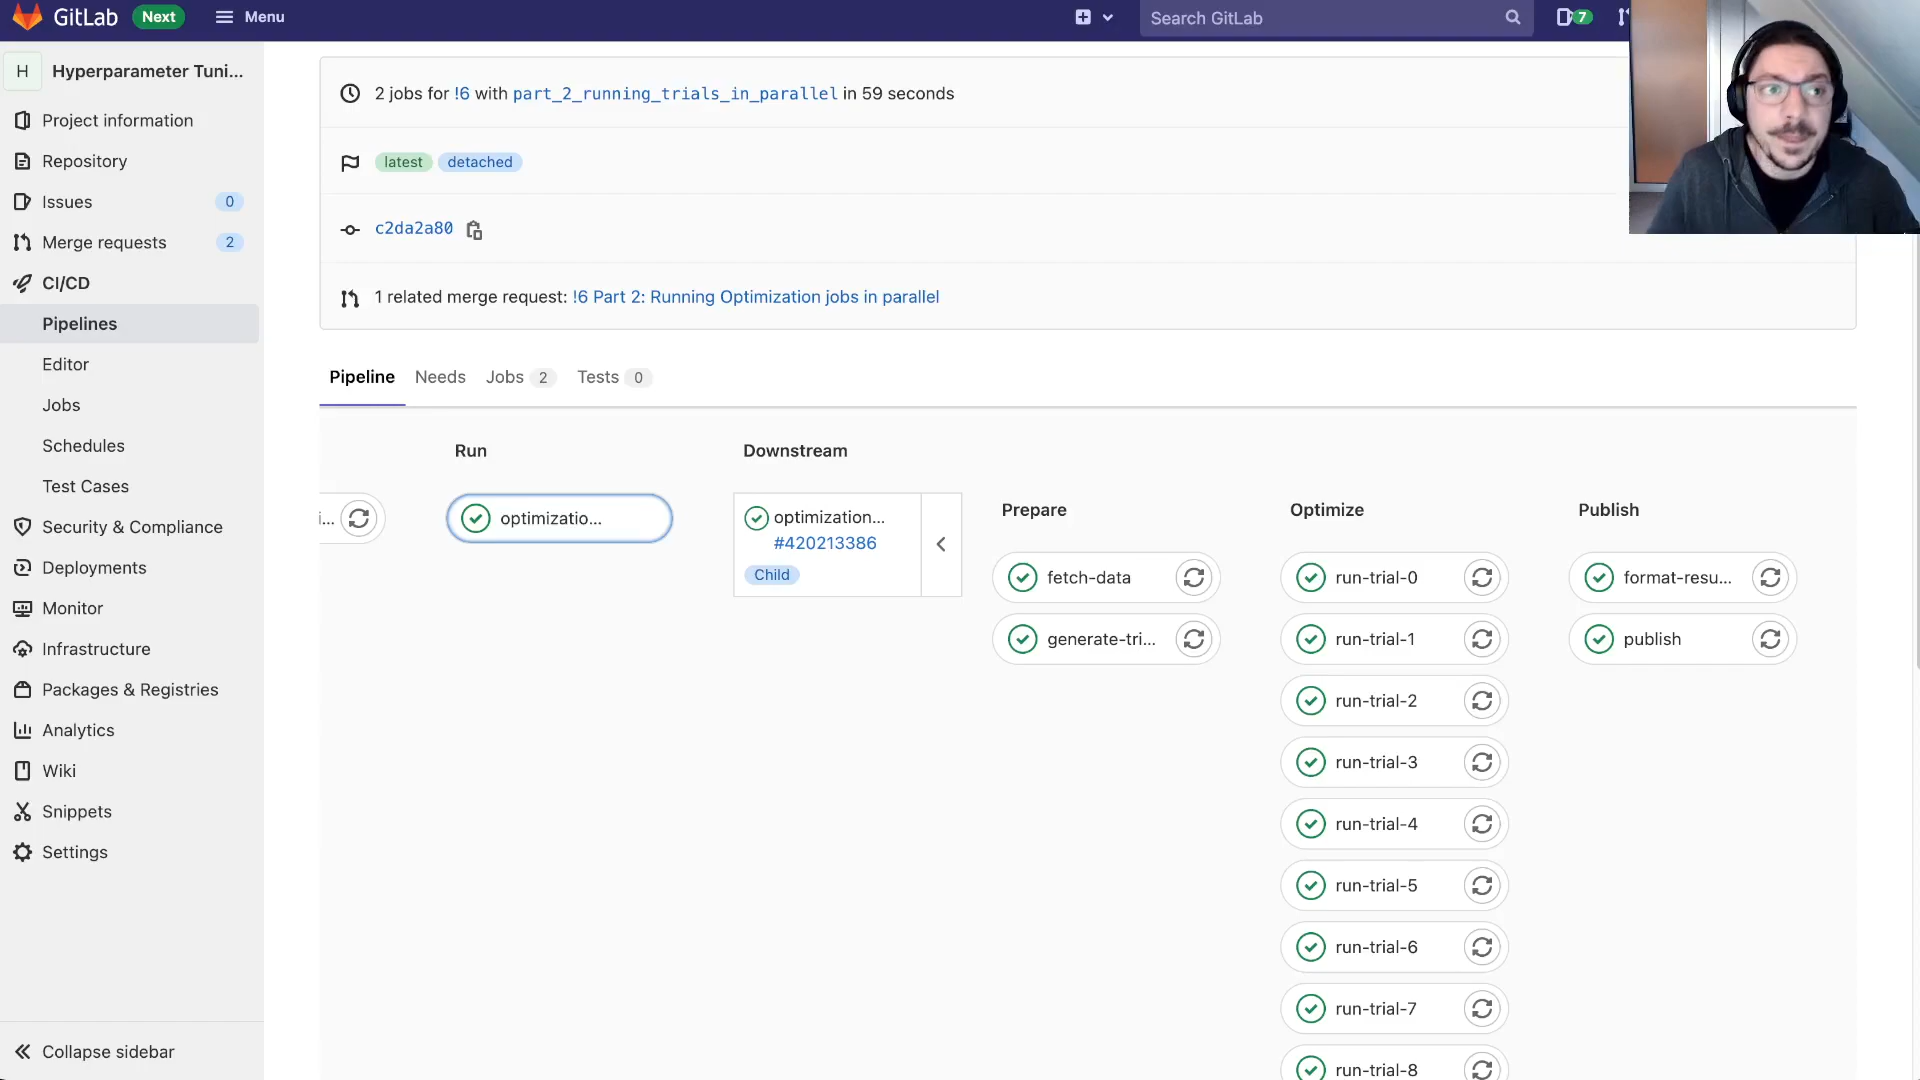 GitLab Next Menu Search GitLab 7
H Hyperparameter Tuni...
Project information
Repository
Issues 0
Merge requests 2
CI/CD
Pipelines
Editor
Jobs
Schedules
Test Cases
Security & Compliance
Deployments
Monitor
Infrastructure
Packages & Registries
Analytics
Wiki
Snippets
Settings
Collapse sidebar
2 jobs for !6 with part_2_running_trials_in_parallel in 59 seconds
latest detached
c2da2a80
1 related merge request: !6 Part 2: Running Optimization jobs in parallel
Pipeline Needs Jobs 2 Tests 0
Run
Downstream
i...
optimizatio...
optimization...
#420213386
Child
Prepare
fetch-data
generate-tri...
Optimize
run-trial-0
run-trial-1
run-trial-2
run-trial-3
run-trial-4
run-trial-5
run-trial-6
run-trial-7
run-trial-8
Publish
format-resu...
publish